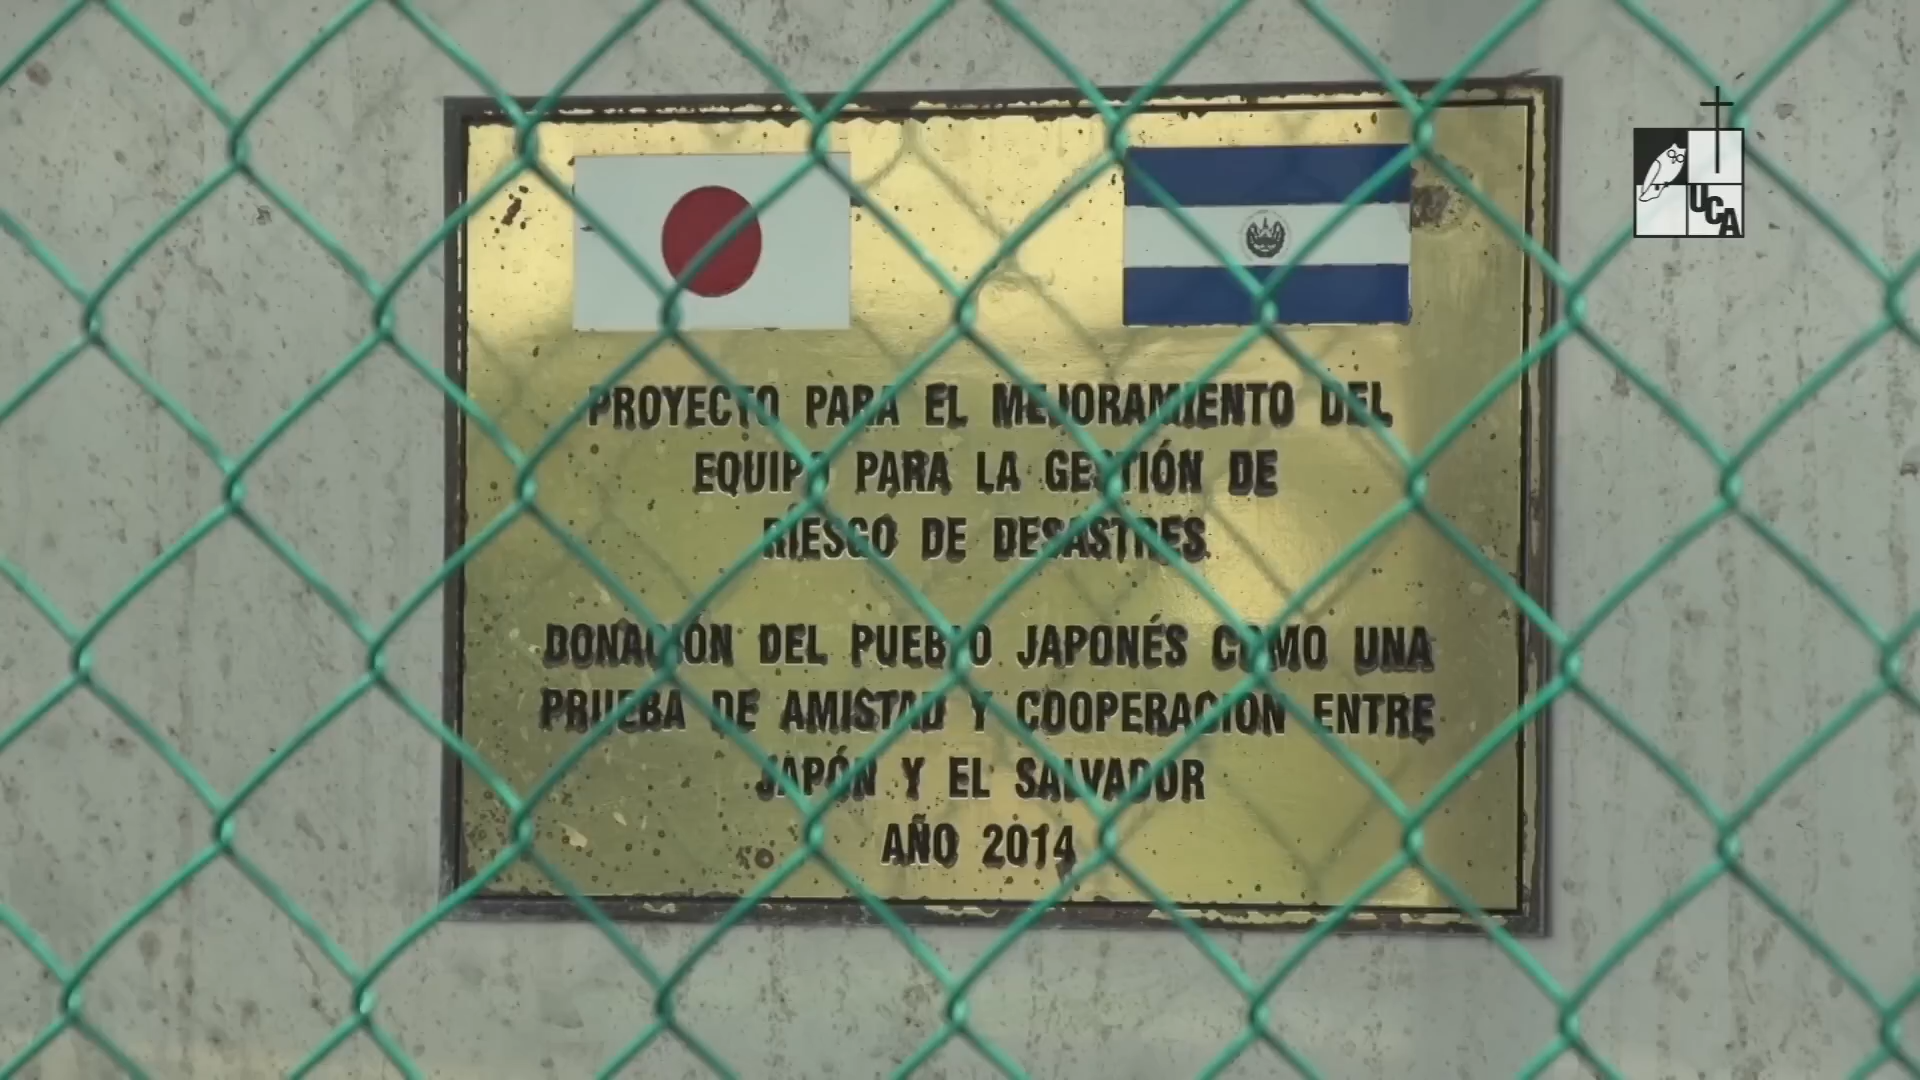 UCA
PROYECTO PARA EL MEJORAMIENTO DEL
EQUIPO PARA LA GESTIÓN DE
RIESGO DE DESASTRES
DONACIÓN DEL PUEBLO JAPONÉS COMO UNA
PRUEBA DE AMISTAD Y COOPERACION ENTRE
JAPÓN Y EL SALVADOR
AÑO 2014